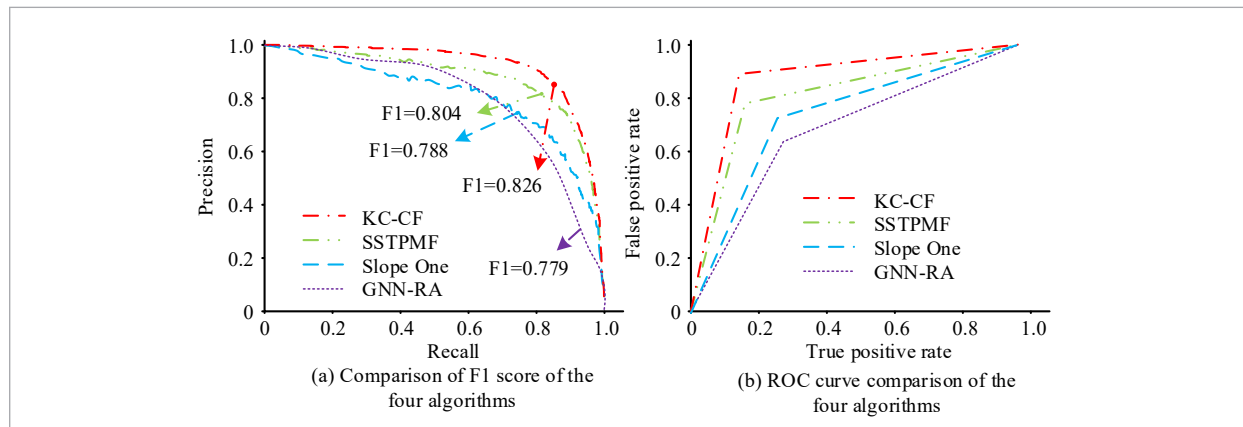 1.0
0.8
0.6
0.4
0.2
0
Precision
F1=0.804
F1=0.788
F1=0.826
F1=0.779
KC-CF
SSTPMF
Slope One
GNN-RA
0 0.2 0.4 0.6 0.8 1.0
Recall
(a) Comparison of F1 score of the
four algorithms
1.0
0.8
0.6
0.4
0.2
0
False positive rate
KC-CF
SSTPMF
Slope One
GNN-RA
0 0.2 0.4 0.6 0.8 1.0
True positive rate
(b) ROC curve comparison of the
four algorithms